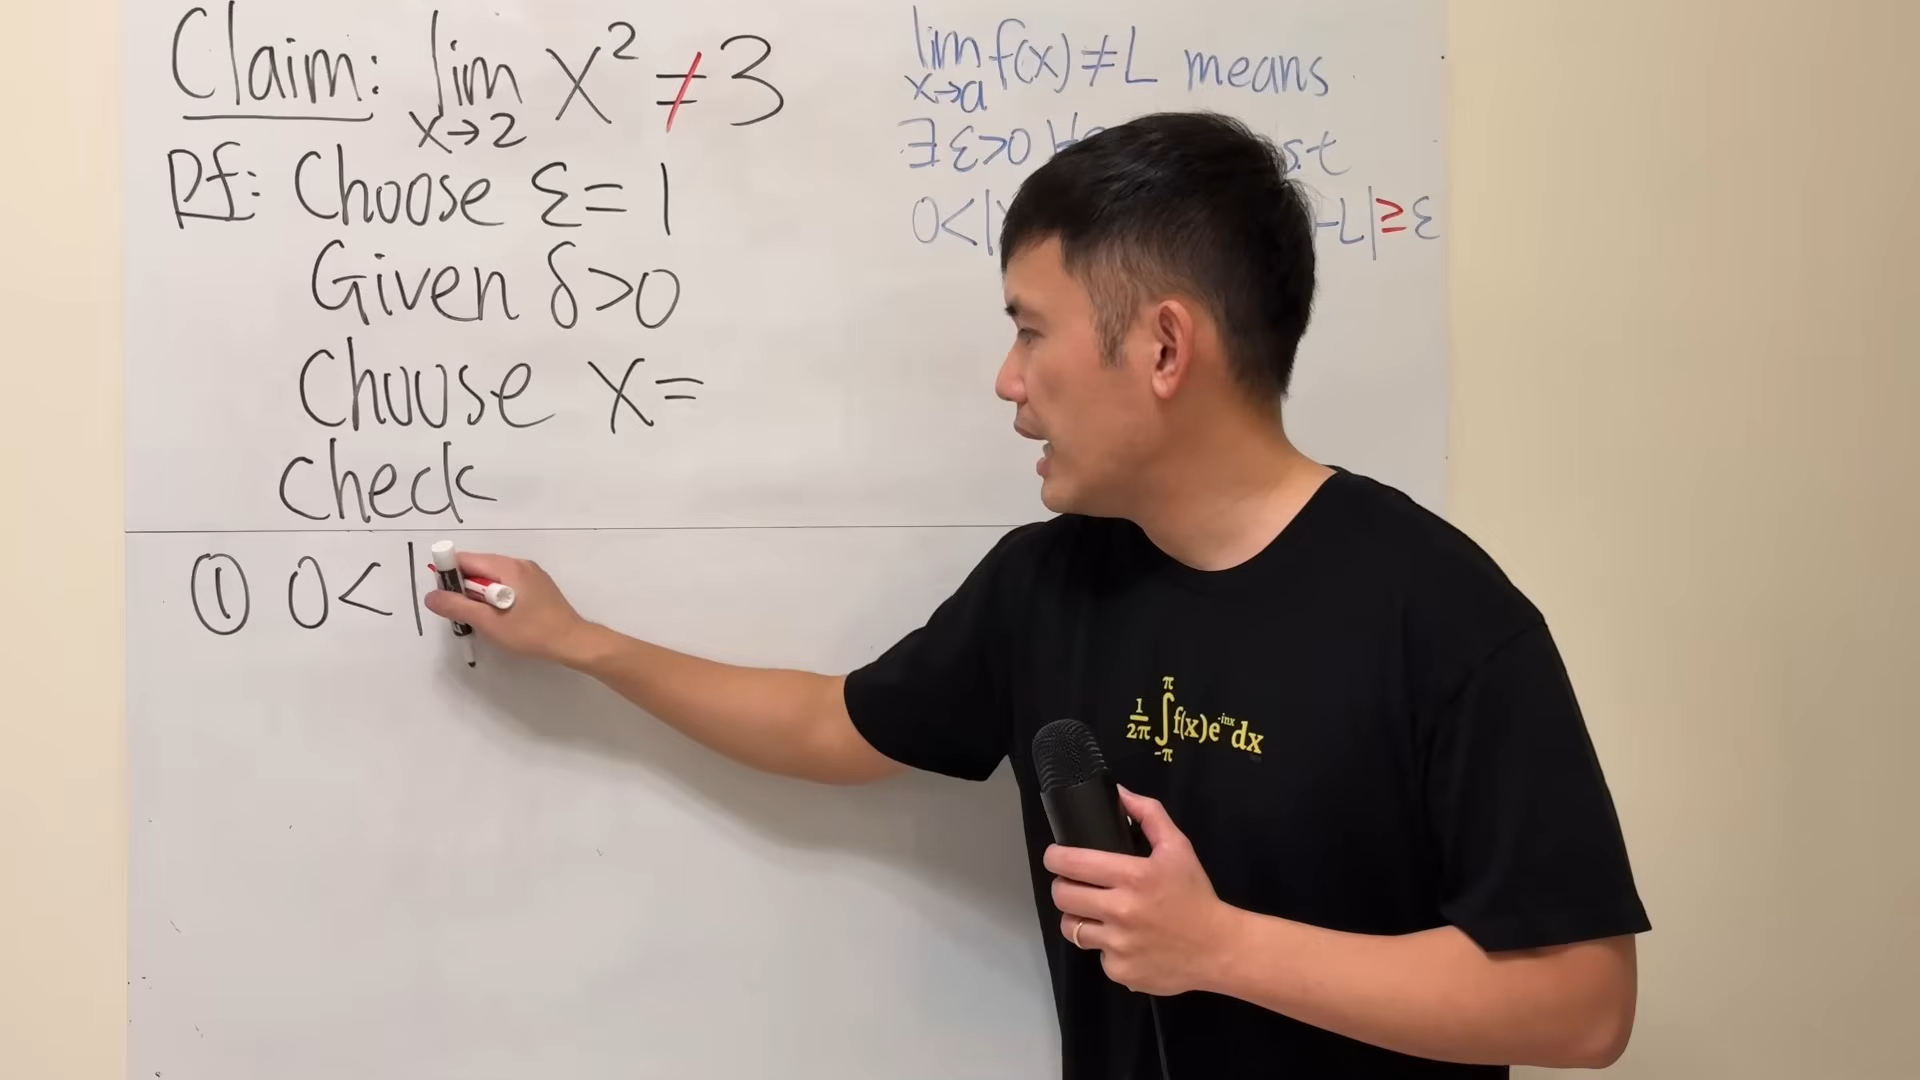 Claim: lim x→2 x² ≠ 3
Pf: Choose ε = 1
Given δ>0
Choose x=
check
① 0<|
lim x→a f(x) ≠ L means
∃ ε>0 s.t
0<| -L|≥ε
1/2π ∫ -π π f(x)e^-inx dx